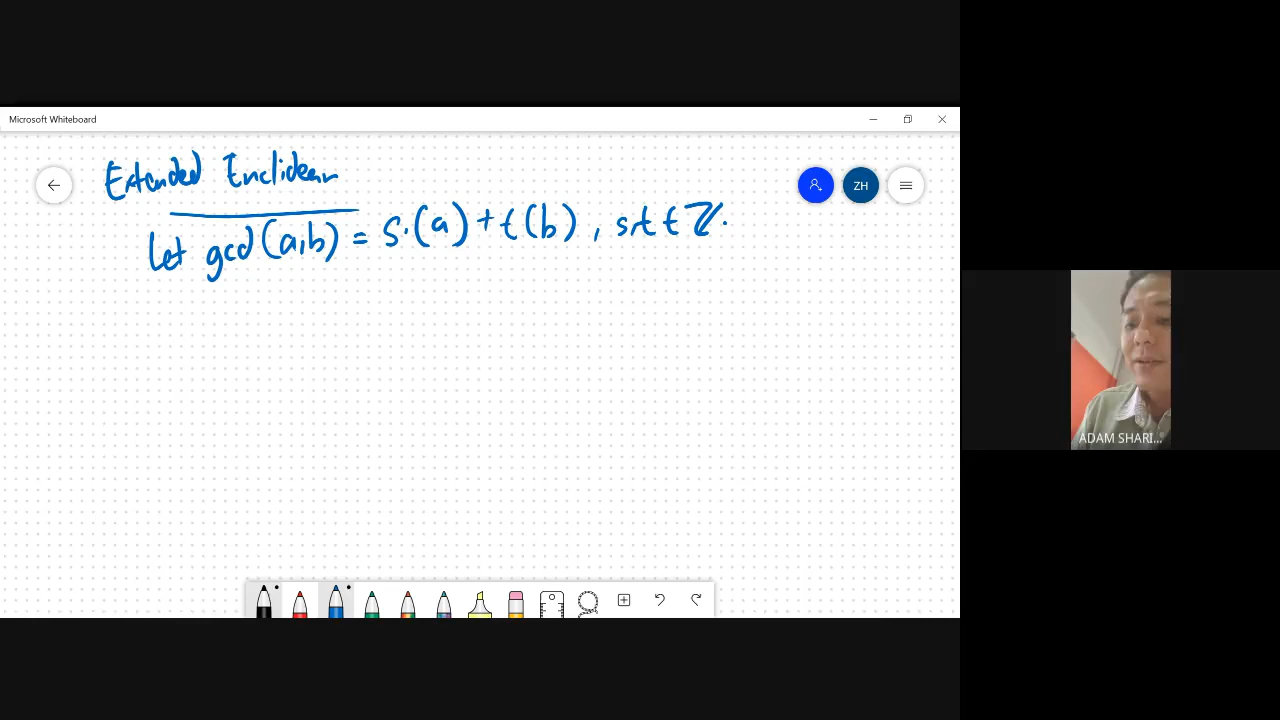 Microsoft Whiteboard
Extended Euclidean
ZH
let gcd(a,b) = s·(a) + t(b), s,t ∈ ℤ.
ADAM SHARI...